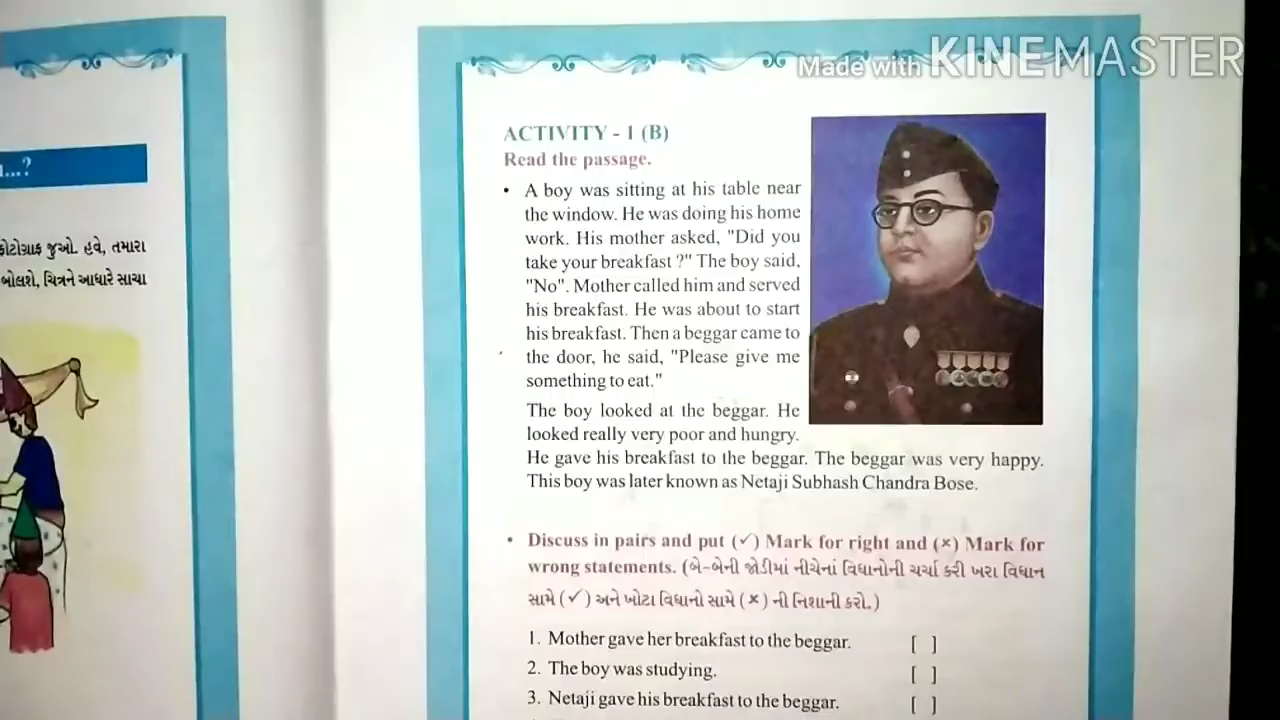 Made with KINEMASTER
...?
જુઓ. હવે, તમારા
બોલશે, ચિત્રને આધારે સાચા
ACTIVITY - 1 (B)
Read the passage.
• A boy was sitting at his table near
the window. He was doing his home
work. His mother asked, "Did you
take your breakfast ?" The boy said,
"No". Mother called him and served
his breakfast. He was about to start
his breakfast. Then a beggar came to
the door, he said, "Please give me
something to eat."
The boy looked at the beggar. He
looked really very poor and hungry.
He gave his breakfast to the beggar. The beggar was very happy.
This boy was later known as Netaji Subhash Chandra Bose.
• Discuss in pairs and put (✓) Mark for right and (×) Mark for
wrong statements. (બે-બેની જોડીમાં નીચેનાં વિધાનોની ચર્ચા કરી ખરા વિધાન
સામે (✓) અને ખોટા વિધાનો સામે (×) ની નિશાની કરો.)
1. Mother gave her breakfast to the beggar. [ ]
2. The boy was studying. [ ]
3. Netaji gave his breakfast to the beggar. [ ]